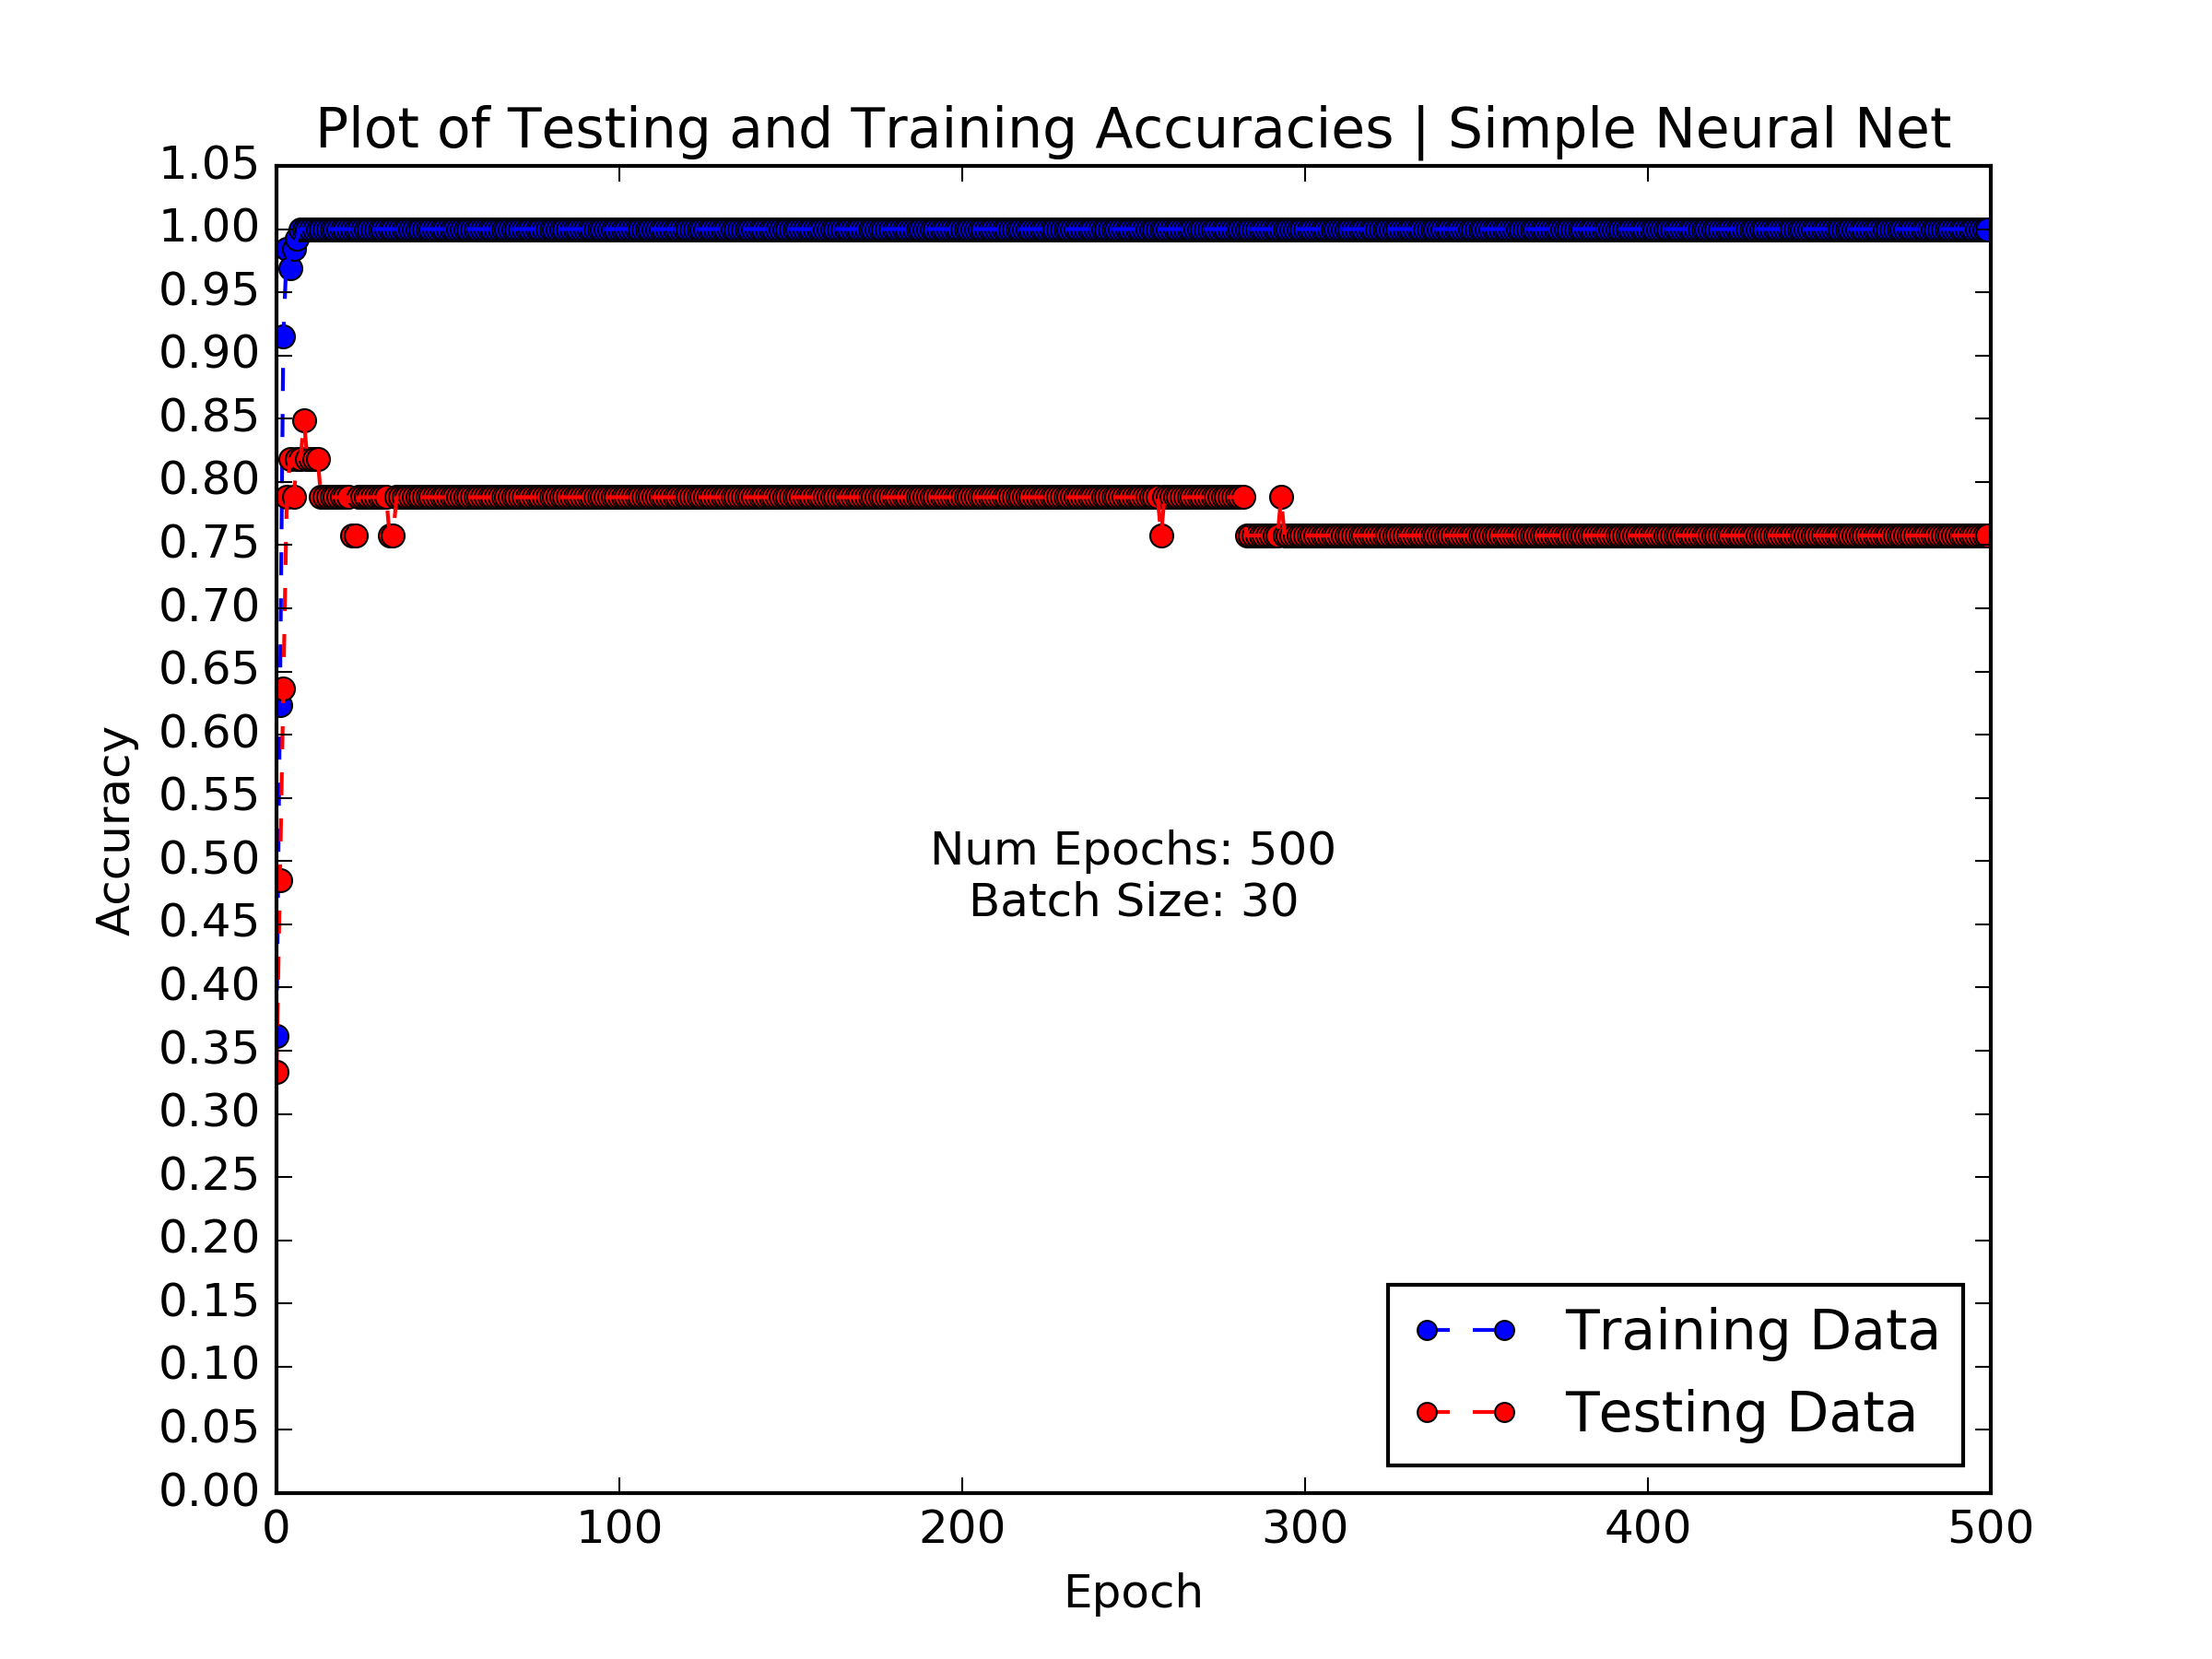 Plot of Testing and Training Accuracies | Simple Neural Net
1.05
1.00
0.95
0.90
0.85
0.80
0.75
0.70
0.65
0.60
0.55
0.50
0.45
0.40
0.35
0.30
0.25
0.20
0.15
0.10
0.05
0.00
Accuracy
Num Epochs: 500
Batch Size: 30
Training Data
Testing Data
0 100 200 300 400 500
Epoch